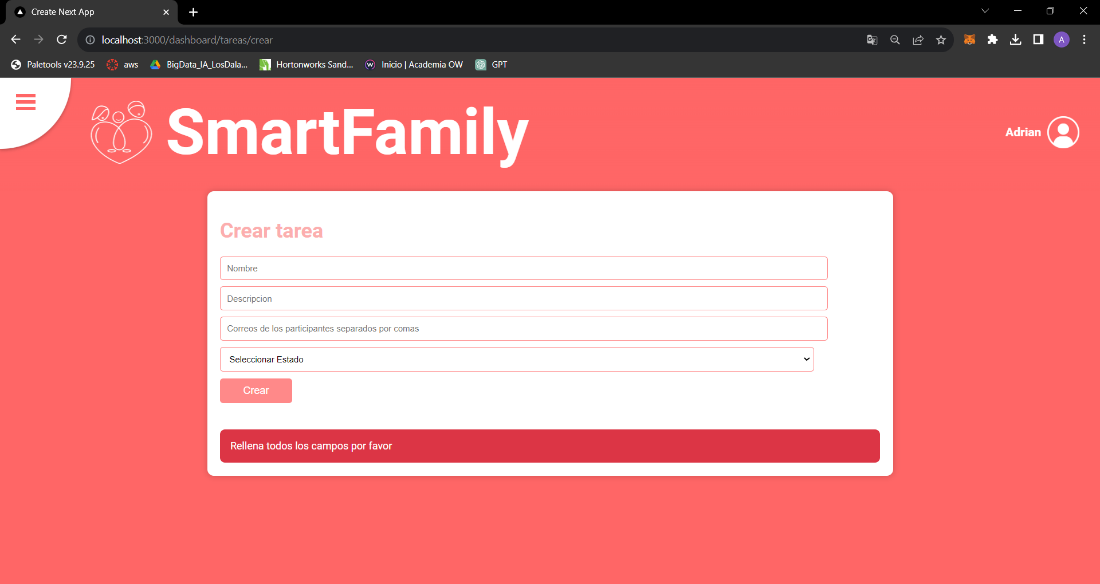 Create Next App
localhost:3000/dashboard/tareas/crear
A
Paletools v23.9.25
aws
BigData_IA_LosDala...
Hortonworks Sand...
Inicio | Academia OW
GPT
SmartFamily
Adrian
Crear tarea
Nombre
Descripcion
Correos de los participantes separados por comas
Seleccionar Estado
Crear
Rellena todos los campos por favor